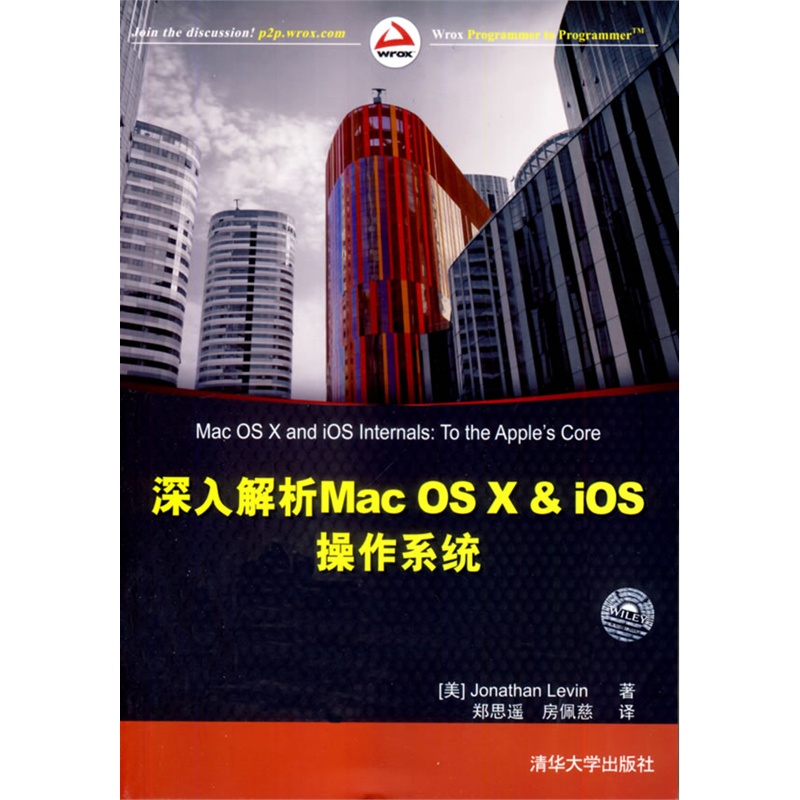 Join the discussion! p2p.wrox.com
Wrox Programmer to Programmer™
wrox
Mac OS X and iOS Internals: To the Apple's Core
深入解析Mac OS X & iOS
操作系统
WILEY
[美] Jonathan Levin 著
郑思遥 房佩慈 译
清华大学出版社